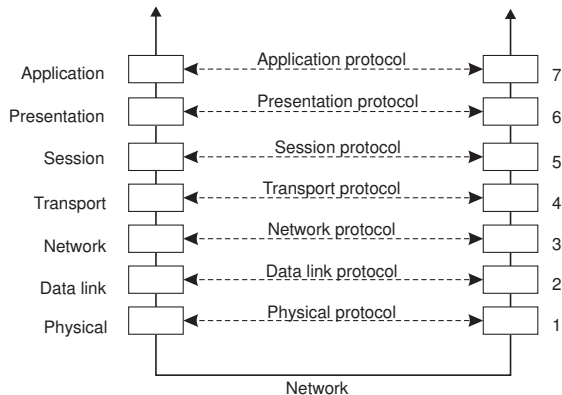 Application Application protocol 7
Presentation Presentation protocol 6
Session Session protocol 5
Transport Transport protocol 4
Network Network protocol 3
Data link Data link protocol 2
Physical Physical protocol 1
Network